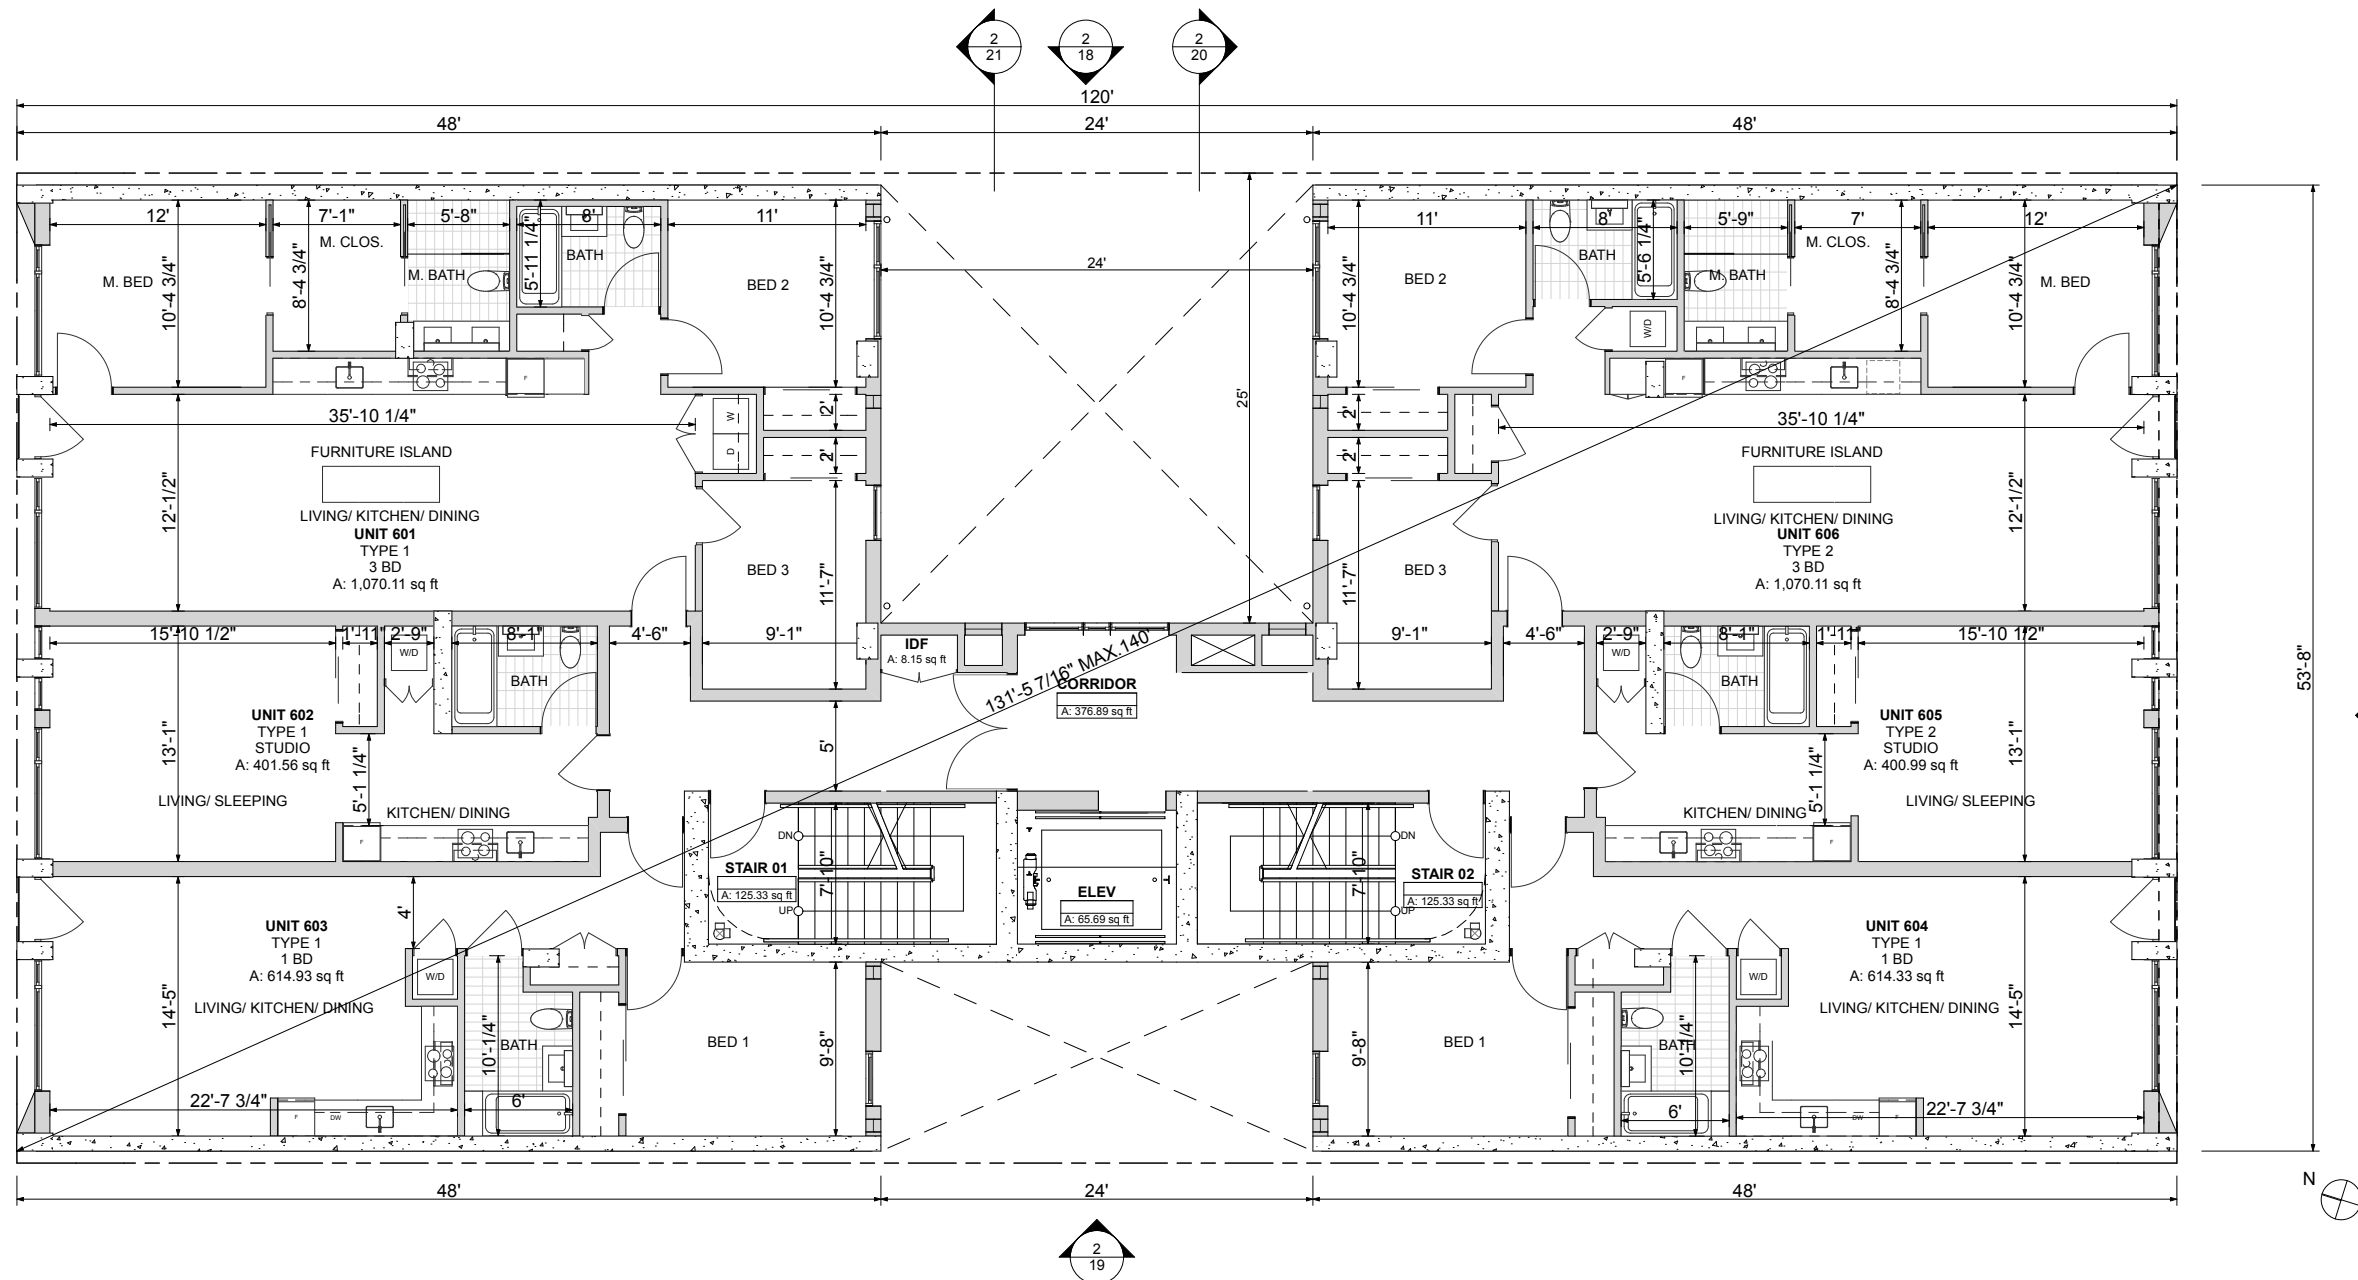 2
21
2
18
2
20
120'
48'
24'
48'
12'
7'-1"
5'-8"
8'
11'
11'
8'
5'-9"
7'
12'
M. CLOS.
M. CLOS.
5'-11 1/4"
BATH
BATH
5'-6 1/4"
24'
M. BED
10'-4 3/4"
8'-4 3/4"
M. BATH
BED 2
10'-4 3/4"
10'-4 3/4"
BED 2
M. BATH
8'-4 3/4"
10'-4 3/4"
M. BED
W/D
F
F
25'
35'-10 1/4"
W
D
2'
2'
2'
2'
35'-10 1/4"
FURNITURE ISLAND
FURNITURE ISLAND
12'-1/2"
12'-1/2"
LIVING/ KITCHEN/ DINING
UNIT 601
TYPE 1
3 BD
A: 1,070.11 sq ft
LIVING/ KITCHEN/ DINING
UNIT 606
TYPE 2
3 BD
A: 1,070.11 sq ft
BED 3
11'-7"
11'-7"
BED 3
15'-10 1/2"
1'-11"
2'-9"
8'-1"
4'-6"
9'-1"
9'-1"
4'-6"
2'-9"
8'-1"
1'-11"
15'-10 1/2"
IDF
A: 8.15 sq ft
W/D
W/D
BATH
BATH
131'-5 7/16" MAX.140'
CORRIDOR
A: 376.89 sq ft
53'-8"
UNIT 602
TYPE 1
STUDIO
A: 401.56 sq ft
UNIT 605
TYPE 2
STUDIO
A: 400.99 sq ft
13'-1"
5'-1 1/4"
5'
5'-1 1/4"
13'-1"
LIVING/ SLEEPING
KITCHEN/ DINING
KITCHEN/ DINING
LIVING/ SLEEPING
F
F
DN
DN
STAIR 01
A: 125.33 sq ft
7'-10"
UP
ELEV
A: 65.69 sq ft
7'-10"
STAIR 02
A: 125.33 sq ft
UP
4'
UNIT 603
TYPE 1
1 BD
A: 614.93 sq ft
UNIT 604
TYPE 1
1 BD
A: 614.33 sq ft
W/D
W/D
LIVING/ KITCHEN/ DINING
LIVING/ KITCHEN/ DINING
14'-5"
10'-1/4"
BATH
BED 1
9'-8"
9'-8"
BED 1
BATH
10'-1/4"
14'-5"
22'-7 3/4"
6'
6'
22'-7 3/4"
F
DW
DW
F
48'
24'
48'
N
2
19